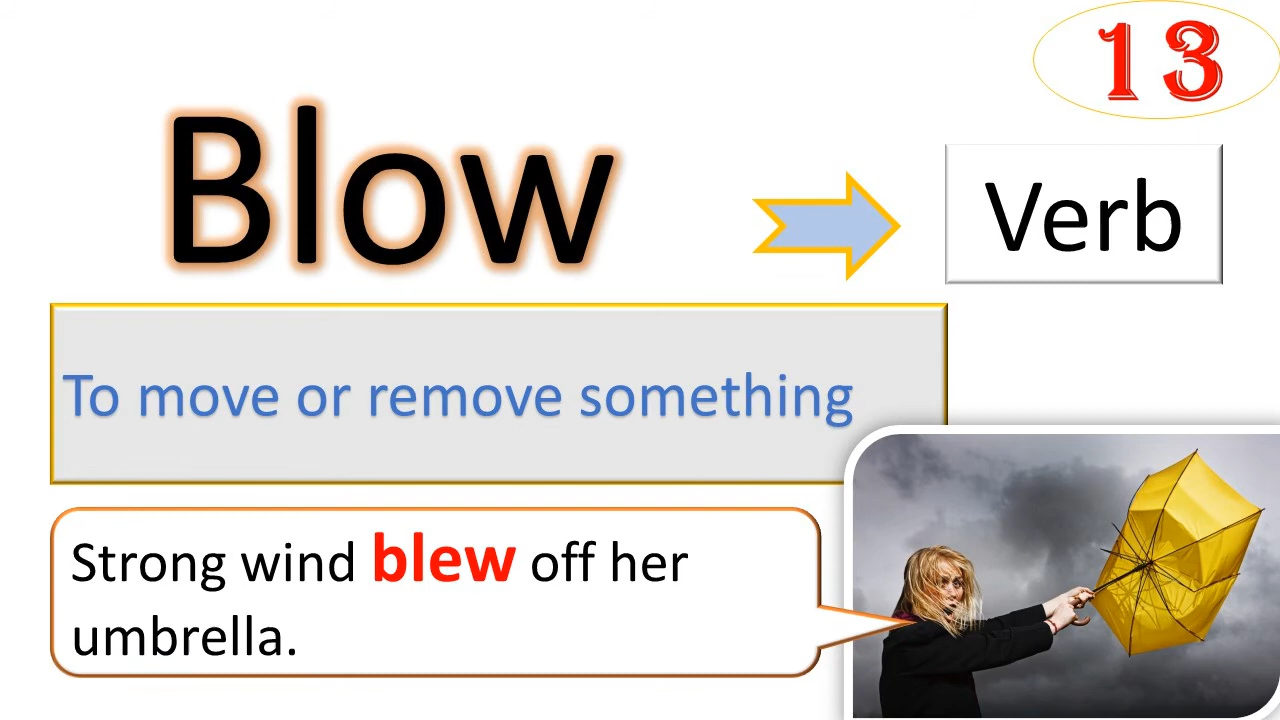 13
Blow
Verb
To move or remove something
Strong wind blew off her
umbrella.